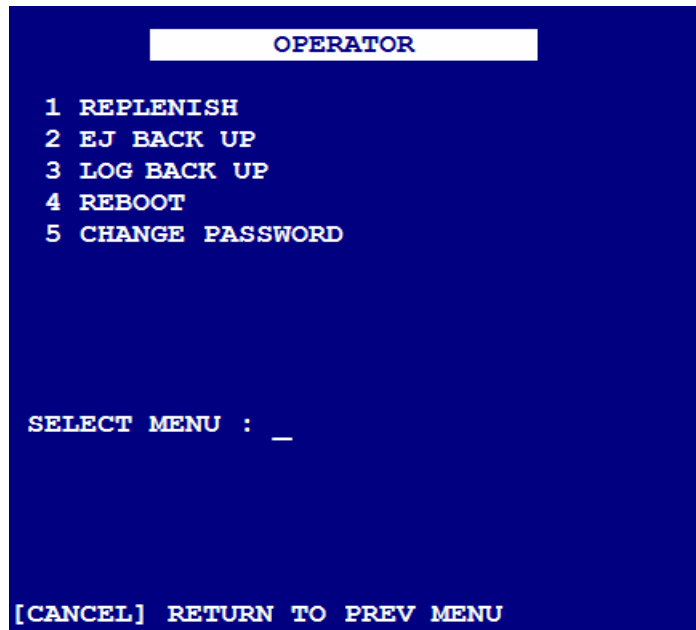 OPERATOR
1 REPLENISH
2 EJ BACK UP
3 LOG BACK UP
4 REBOOT
5 CHANGE PASSWORD
SELECT MENU : _
[CANCEL] RETURN TO PREV MENU